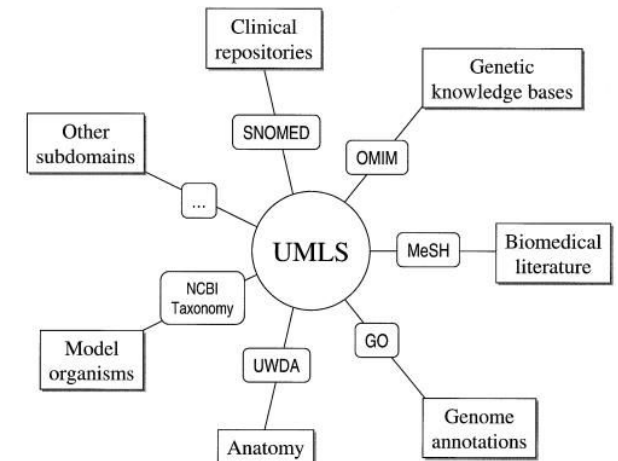 Clinical
repositories
Genetic
knowledge bases
SNOMED
Other
subdomains
OMIM
...
UMLS
MeSH
Biomedical
literature
NCBI
Taxonomy
GO
Model
organisms
UWDA
Genome
annotations
Anatomy